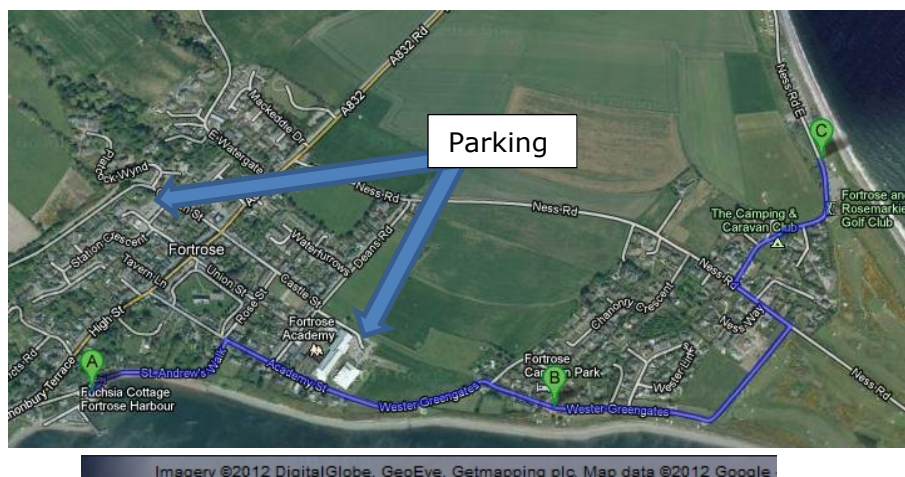 A832 Rd
A832
Mackeddie Dr
E-Watergate
Ness Rd E
C
Parking
Ness-Rd
Ness-Rd
Fortrose and
Rosemarkie
Golf Club
The Camping &
Caravan Club
Station Crescent
Fortrose
Waterfurrows
Deans-Rd
Tavern-Ln
Union-St
Castle-St
Rose-St
High-St
Ness-Rd
Ness-Way
Chanonry Crescent
Fortrose
Academy
Fortrose
Caravan Park
A
St-Andrew's-Walk
Academy-St
B
Wester Greengates
Wester Greengates
Ness-Rd
Fuchsia Cottage
Fortrose Harbour
Imagery ©2012 DigitalGlobe, GeoEye, Getmapping plc, Map data ©2012 Google -